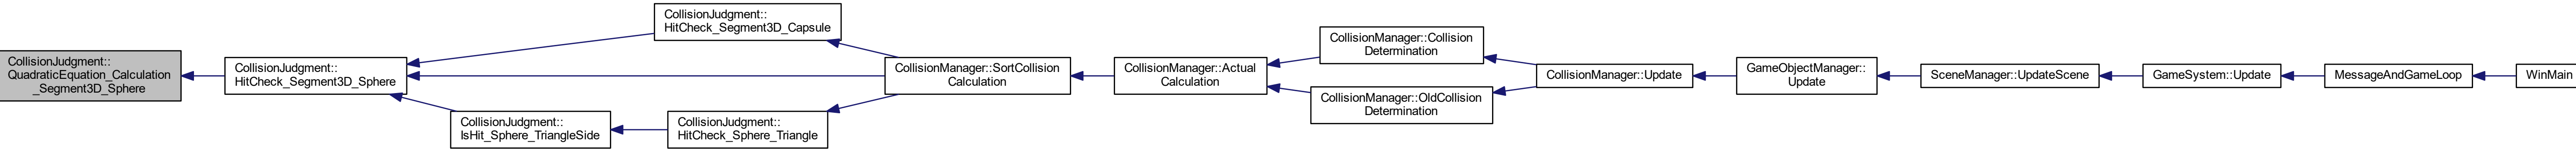 CollisionJudgment::
QuadraticEquation_Calculation
_Segment3D_Sphere
CollisionJudgment::
HitCheck_Segment3D_Sphere
CollisionJudgment::
HitCheck_Segment3D_Capsule
CollisionJudgment::
IsHit_Sphere_TriangleSide
CollisionJudgment::
HitCheck_Sphere_Triangle
CollisionManager::SortCollision
Calculation
CollisionManager::Actual
Calculation
CollisionManager::Collision
Determination
CollisionManager::OldCollision
Determination
CollisionManager::Update
GameObjectManager::
Update
SceneManager::UpdateScene
GameSystem::Update
MessageAndGameLoop
WinMain